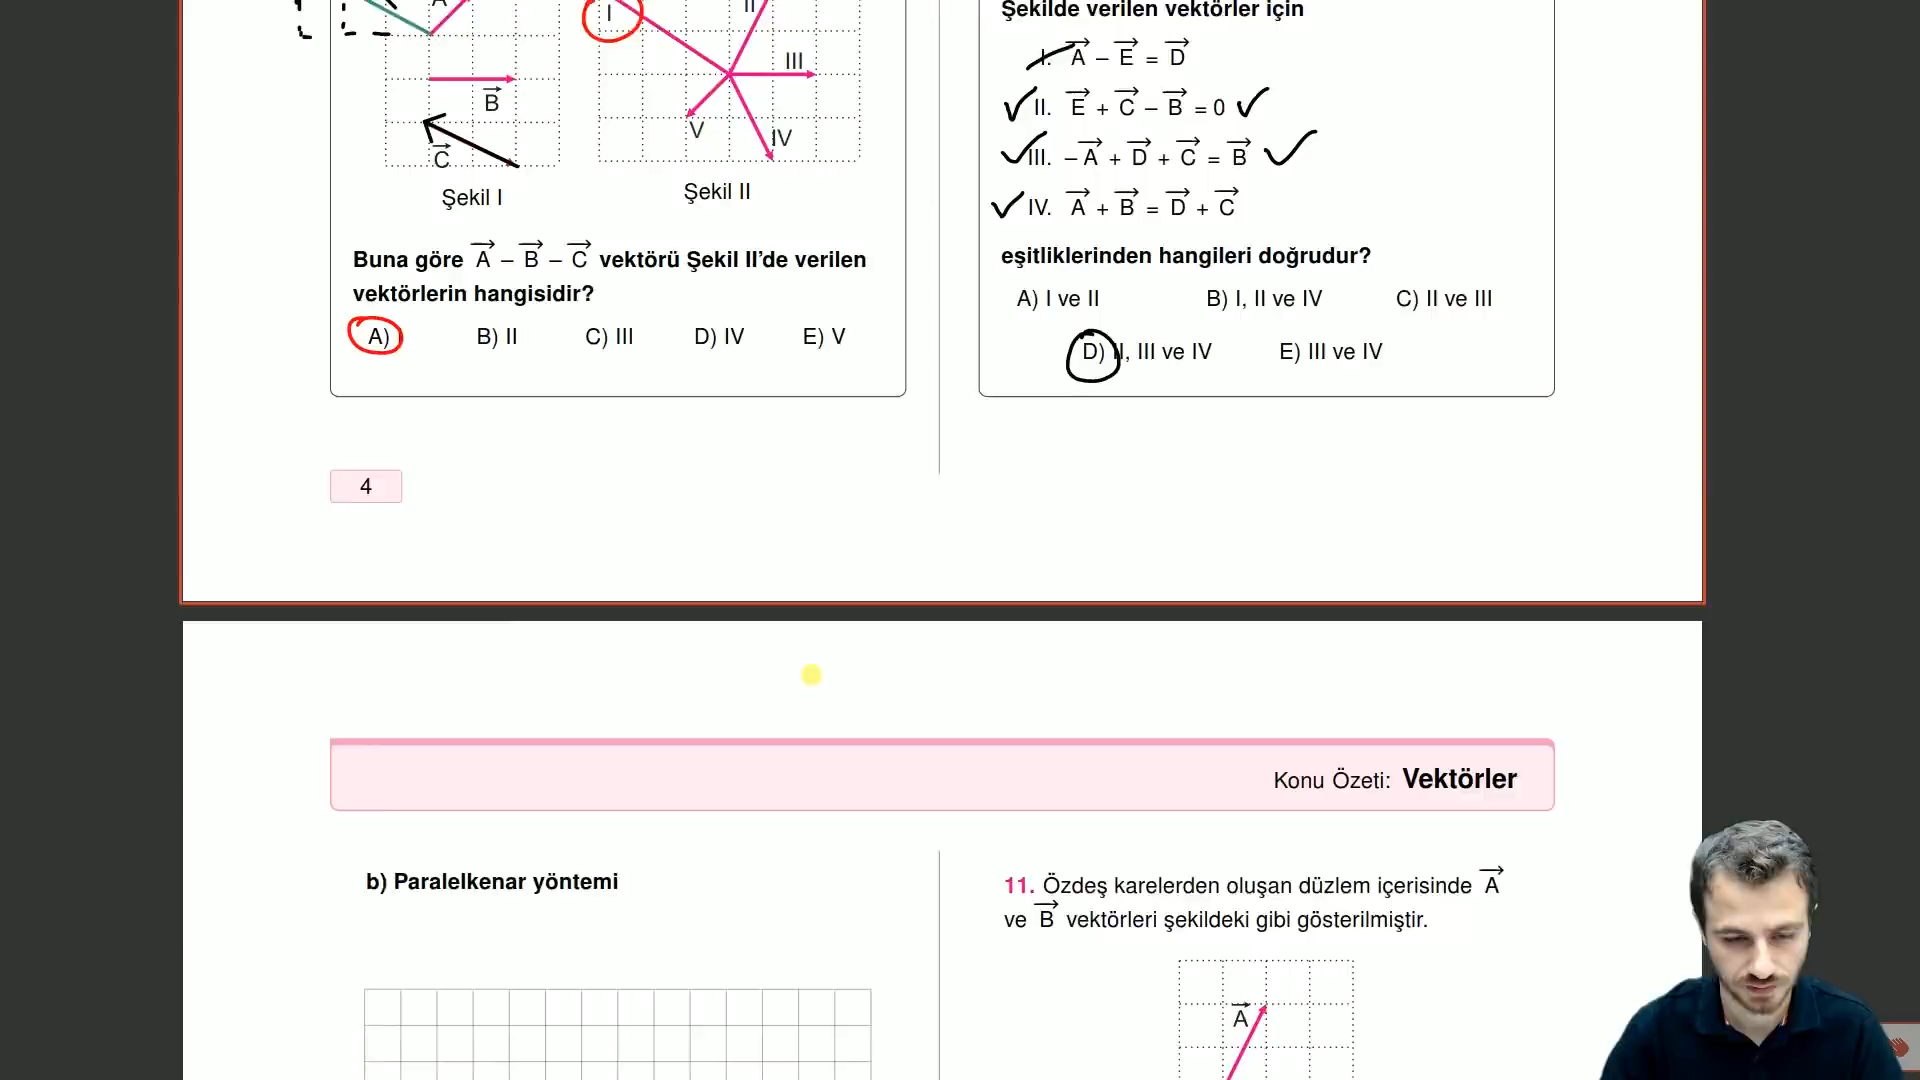 A
I
II
III
B
C
V
IV
Şekil I
Şekil II
Buna göre A – B – C vektörü Şekil II'de verilen
vektörlerin hangisidir?
A)
B) II
C) III
D) IV
E) V
4
Şekilde verilen vektörler için
I. A – E = D
II. E + C – B = 0
III. –A + D + C = B
IV. A + B = D + C
eşitliklerinden hangileri doğrudur?
A) I ve II
B) I, II ve IV
C) II ve III
D) II, III ve IV
E) III ve IV
Konu Özeti: Vektörler
b) Paralelkenar yöntemi
11. Özdeş karelerden oluşan düzlem içerisinde A
ve B vektörleri şekildeki gibi gösterilmiştir.
A